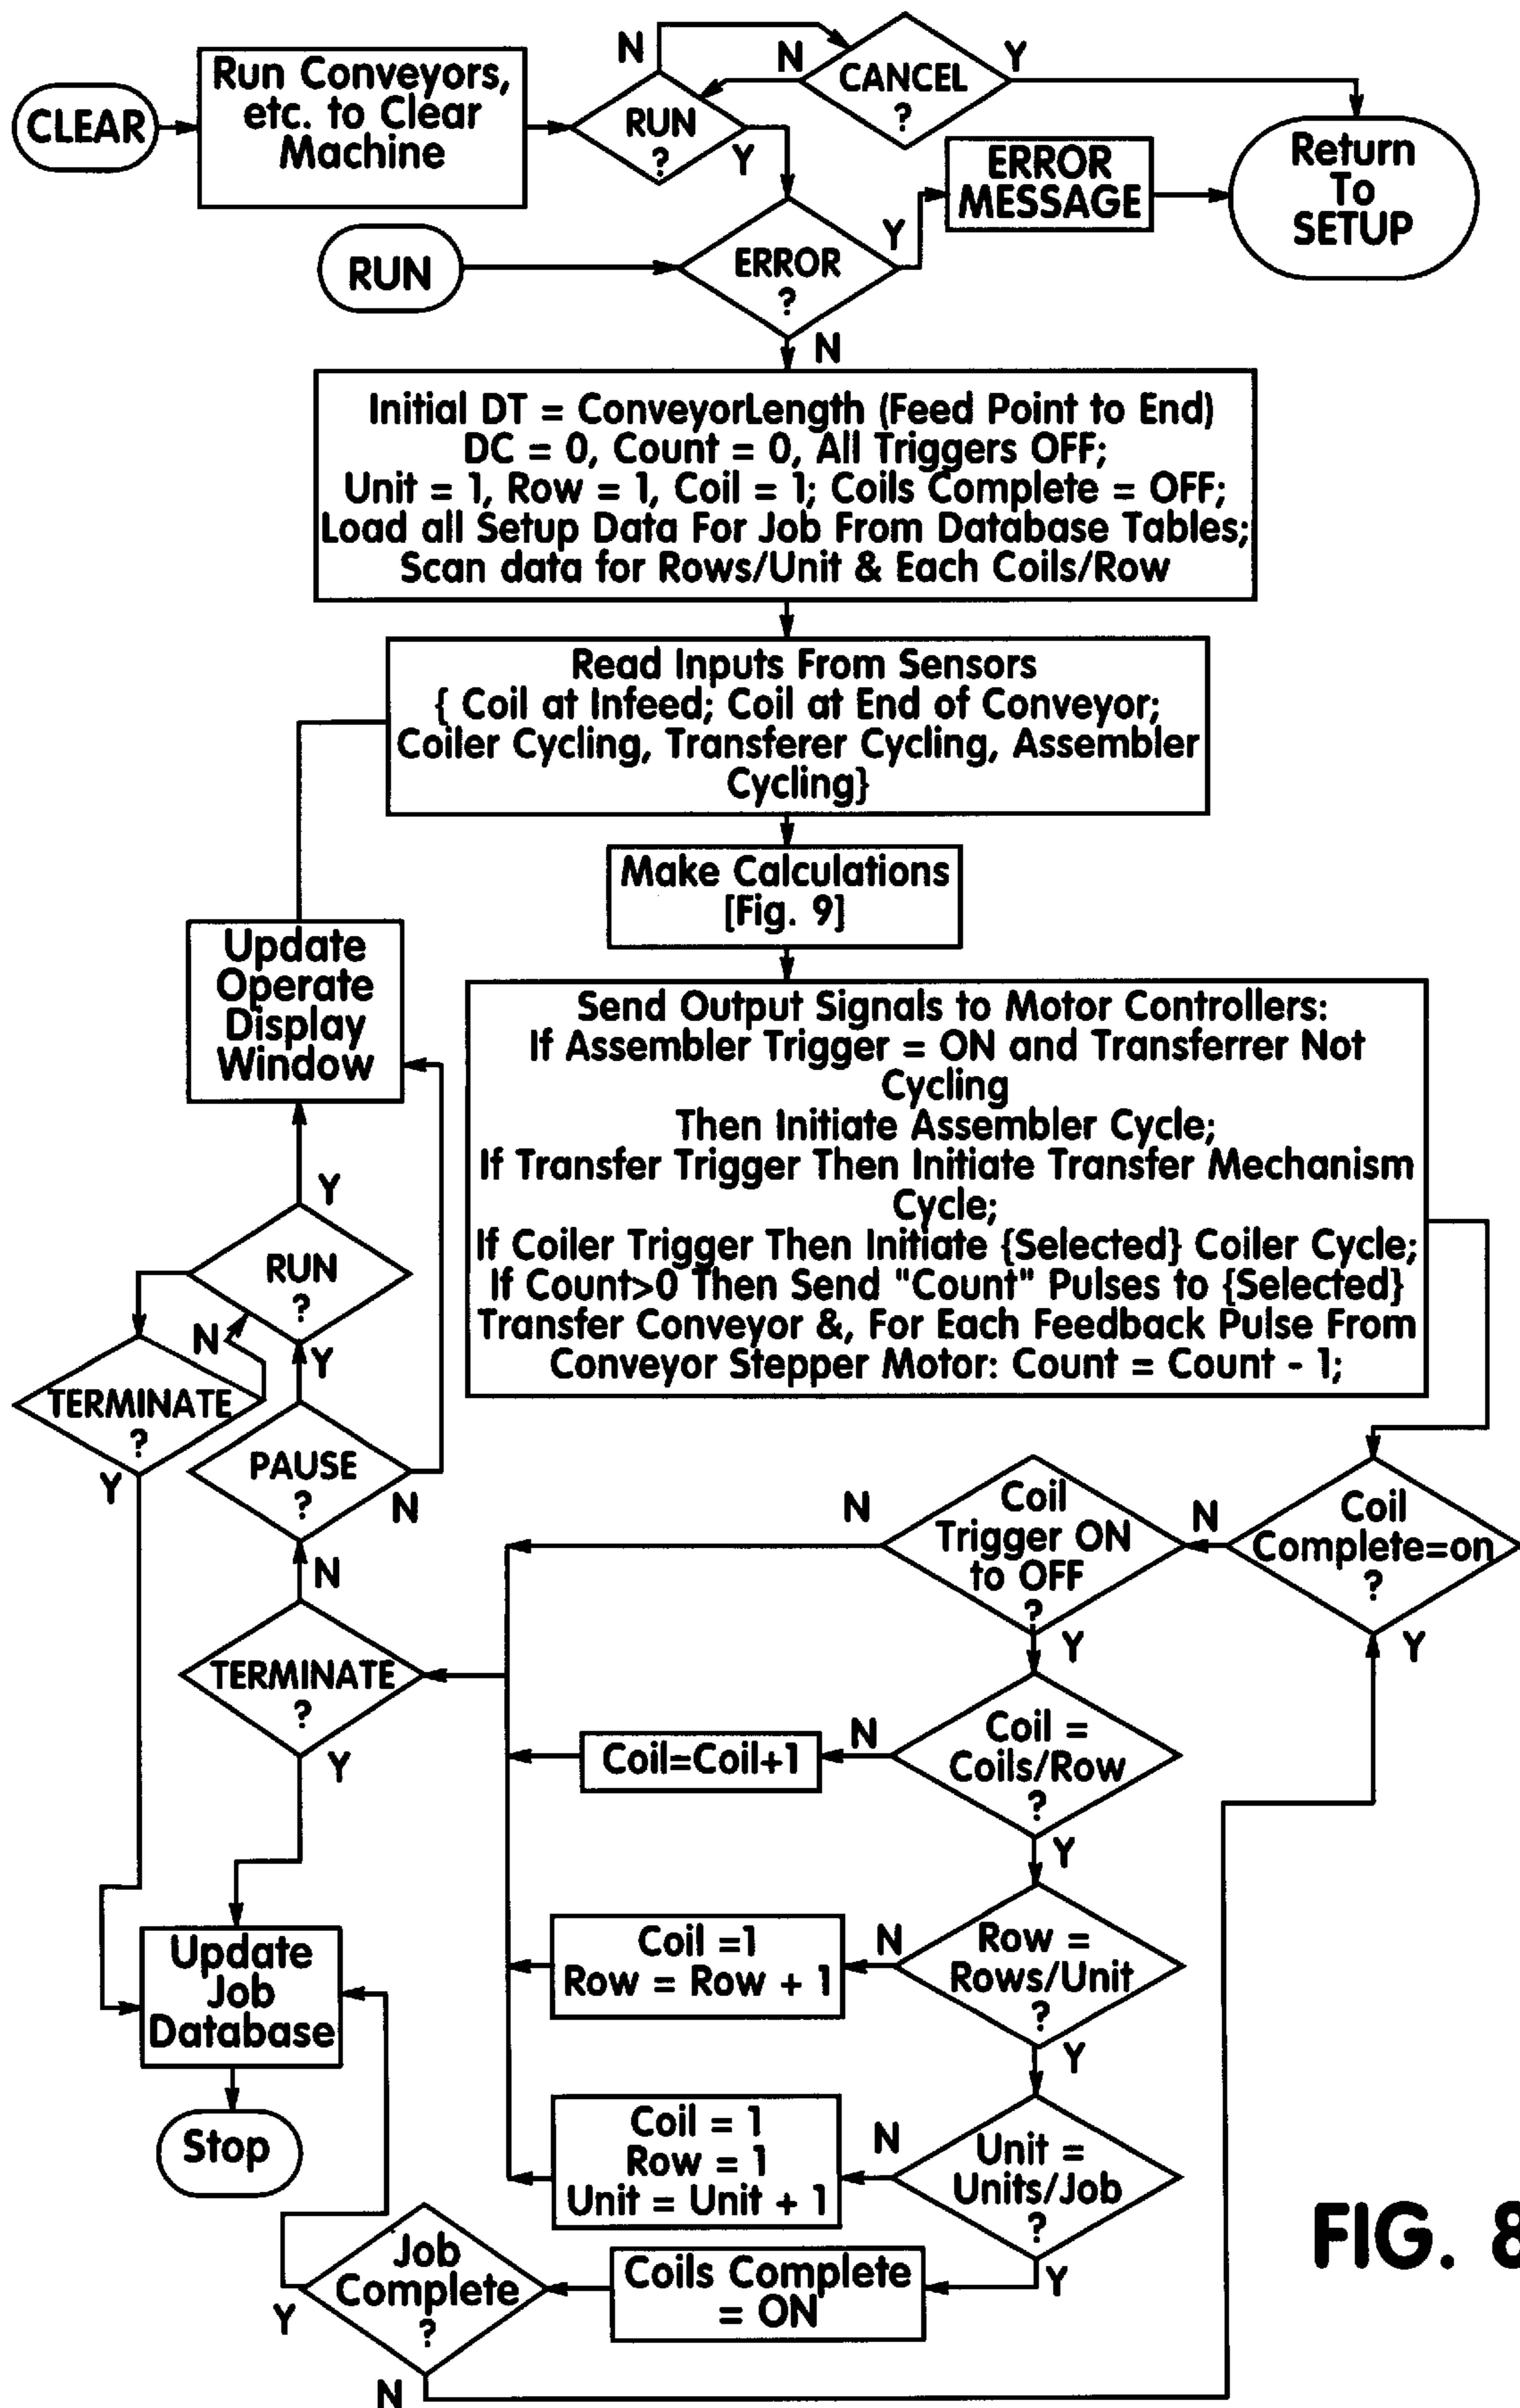 CLEAR
Run Conveyors,
etc. to Clear
Machine
N
RUN
?
Y
N
CANCEL
?
Y
ERROR
MESSAGE
Return
To
SETUP
RUN
ERROR
?
Y
N
Initial DT = ConveyorLength (Feed Point to End)
DC = 0, Count = 0, All Triggers OFF;
Unit = 1, Row = 1, Coil = 1; Coils Complete = OFF;
Load all Setup Data For Job From Database Tables;
Scan data for Rows/Unit & Each Coils/Row
Read Inputs From Sensors
{ Coil at Infeed; Coil at End of Conveyor;
Coiler Cycling, Transferer Cycling, Assembler
Cycling}
Make Calculations
[Fig. 9]
Update
Operate
Display
Window
Send Output Signals to Motor Controllers:
If Assembler Trigger = ON and Transferrer Not
Cycling
Then Initiate Assembler Cycle;
If Transfer Trigger Then Initiate Transfer Mechanism
Cycle;
If Coiler Trigger Then Initiate {Selected} Coiler Cycle;
If Count>0 Then Send "Count" Pulses to {Selected}
Transfer Conveyor &, For Each Feedback Pulse From
Conveyor Stepper Motor: Count = Count - 1;
Y
RUN
?
N
Y
TERMINATE
?
Y
PAUSE
?
N
N
TERMINATE
?
Y
Coil
Complete=on
?
N
Y
Coil
Trigger ON
to OFF
?
N
Y
Coil =
Coils/Row
?
N
Coil=Coil+1
Y
Row =
Rows/Unit
?
N
Coil =1
Row = Row + 1
Y
Unit =
Units/Job
?
N
Coil = 1
Row = 1
Unit = Unit + 1
Y
Coils Complete
= ON
Job
Complete
?
Y
N
Update
Job
Database
Stop
FIG. 8